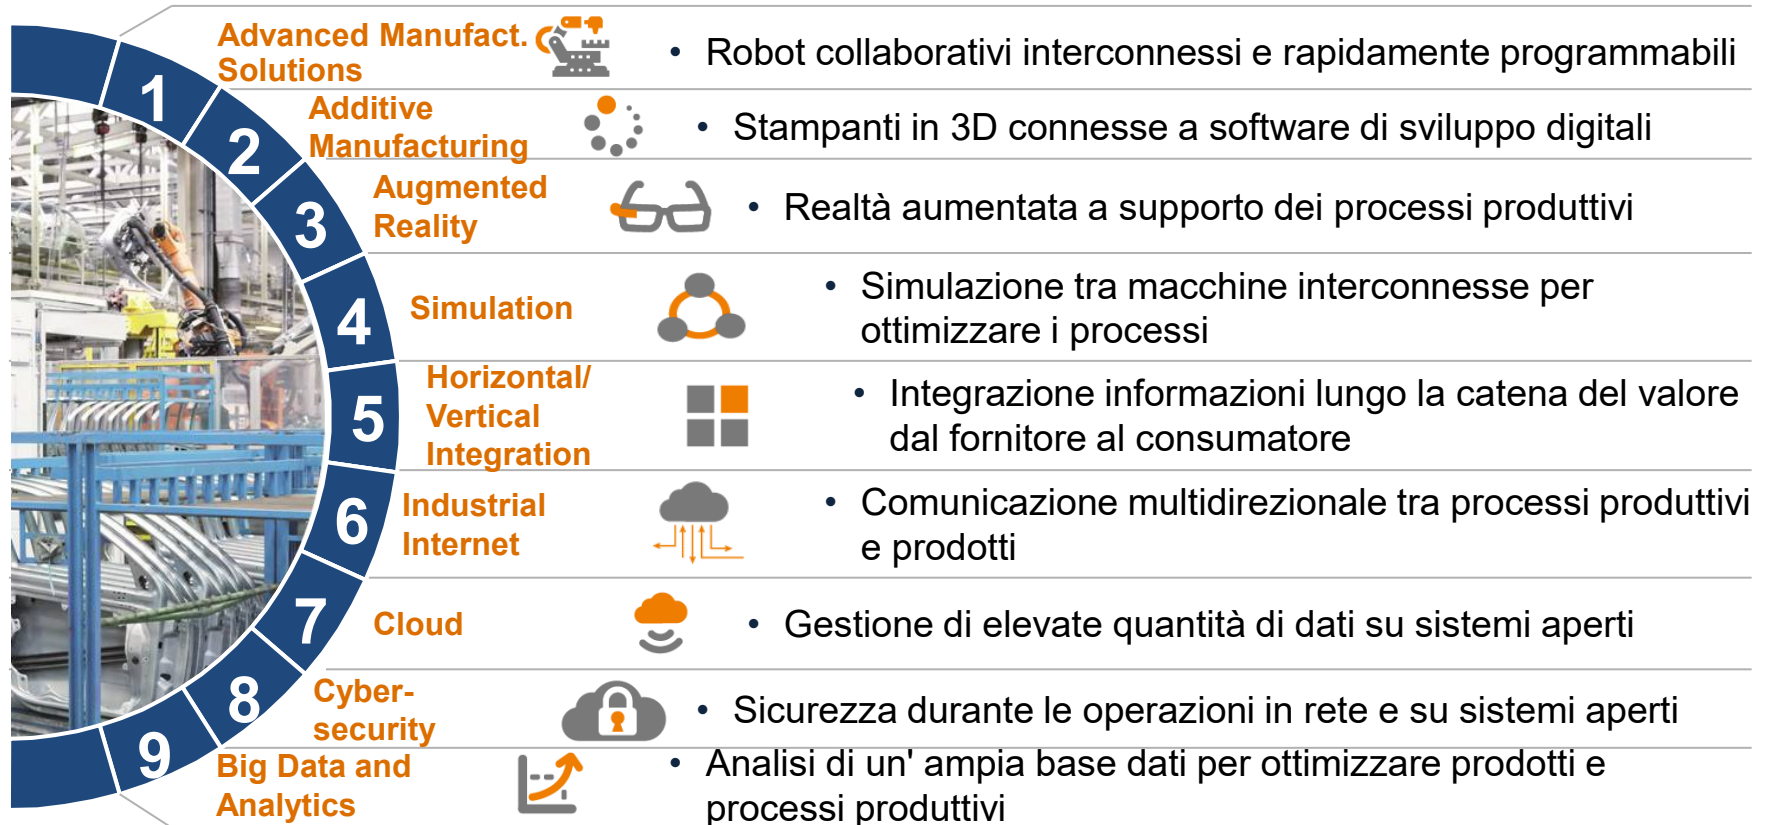 1
Advanced Manufact.
Solutions
• Robot collaborativi interconnessi e rapidamente programmabili
2
Additive
Manufacturing
• Stampanti in 3D connesse a software di sviluppo digitali
3
Augmented
Reality
• Realtà aumentata a supporto dei processi produttivi
4
Simulation
• Simulazione tra macchine interconnesse per
ottimizzare i processi
5
Horizontal/
Vertical
Integration
• Integrazione informazioni lungo la catena del valore
dal fornitore al consumatore
6
Industrial
Internet
• Comunicazione multidirezionale tra processi produttivi
e prodotti
7
Cloud
• Gestione di elevate quantità di dati su sistemi aperti
8
Cyber-
security
• Sicurezza durante le operazioni in rete e su sistemi aperti
9
Big Data and
Analytics
• Analisi di un' ampia base dati per ottimizzare prodotti e
processi produttivi